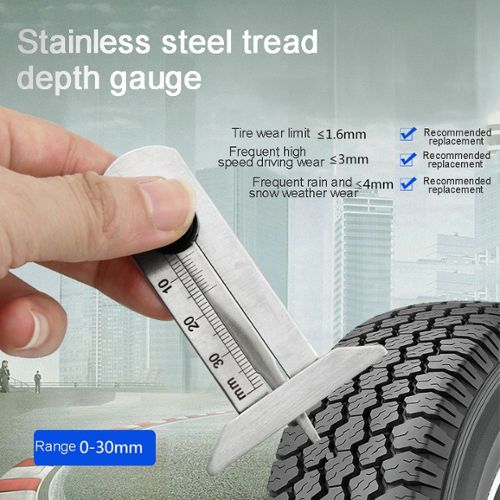 Stainless steel tread
depth gauge
Tire wear limit ≤1.6mm
Recommended
replacement
Frequent high
speed driving wear ≤3mm
Recommended
replacement
Frequent rain and
snow weather wear ≤4mm
Recommended
replacement
10
20
30
mm
Range 0-30mm